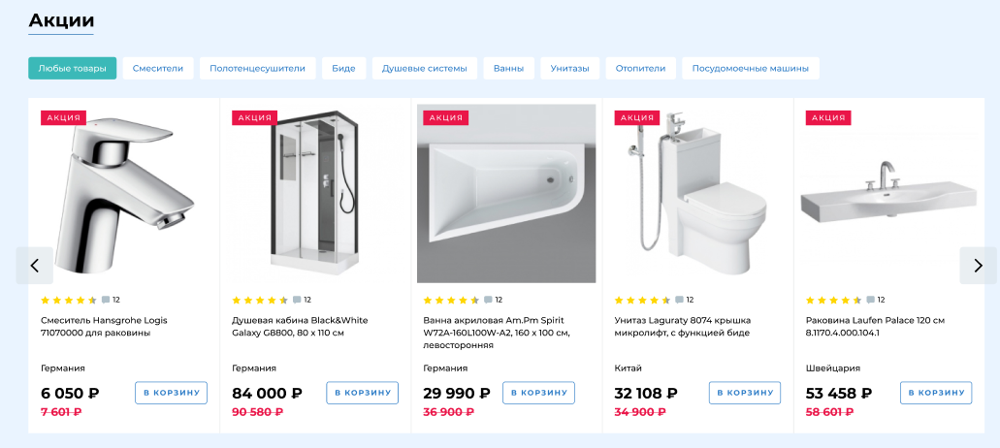 Акции
Любые товары Смесители Полотенцесушители Биде Душевые системы Ванны Унитазы Отопители Посудомоечные машины
АКЦИЯ АКЦИЯ АКЦИЯ АКЦИЯ АКЦИЯ
12 12 12 12 12
Смеситель Hansgrohe Logis
71070000 для раковины
Германия
6 050 ₽ В КОРЗИНУ
7 601 ₽
Душевая кабина Black&White
Galaxy G8800, 80 x 110 см
Германия
84 000 ₽ В КОРЗИНУ
90 580 ₽
Ванна акриловая Am.Pm Spirit
W72A-160L100W-A2, 160 x 100 см,
левосторонняя
Германия
29 990 ₽ В КОРЗИНУ
36 900 ₽
Унитаз Laguraty 8074 крышка
микролифт, с функцией биде
Китай
32 108 ₽ В КОРЗИНУ
34 900 ₽
Раковина Laufen Palace 120 см
8.1170.4.000.104.1
Швейцария
53 458 ₽ В КОРЗИНУ
58 601 ₽